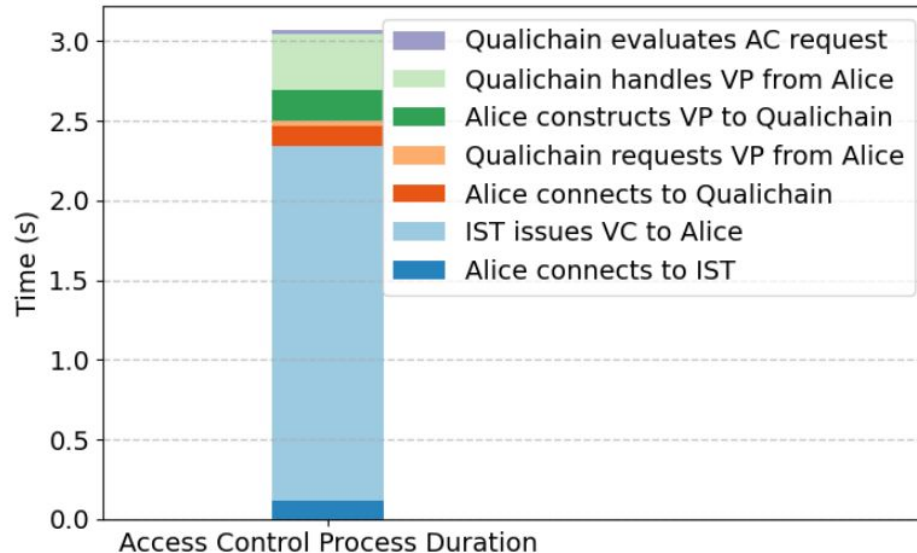 3.0
2.5
2.0
1.5
1.0
0.5
0.0
Time (s)
Qualichain evaluates AC request
Qualichain handles VP from Alice
Alice constructs VP to Qualichain
Qualichain requests VP from Alice
Alice connects to Qualichain
IST issues VC to Alice
Alice connects to IST
Access Control Process Duration